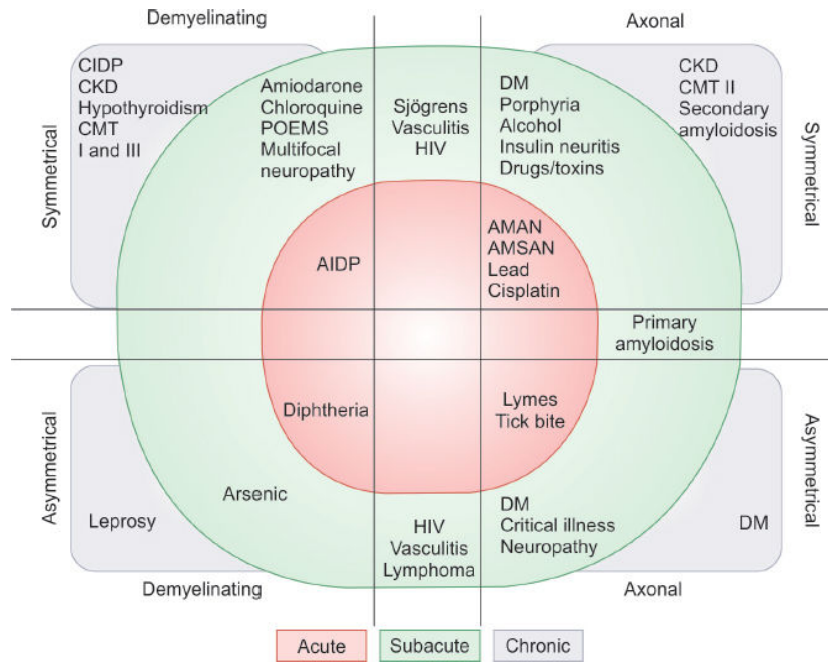 Demyelinating
Axonal
Symmetrical
CIDP
CKD
Hypothyroidism
CMT
I and III
Amiodarone
Chloroquine
POEMS
Multifocal
neuropathy
Sjögrens
Vasculitis
HIV
DM
Porphyria
Alcohol
Insulin neuritis
Drugs/toxins
CKD
CMT II
Secondary
amyloidosis
Symmetrical
AIDP
AMAN
AMSAN
Lead
Cisplatin
Primary
amyloidosis
Asymmetrical
Diphtheria
Lymes
Tick bite
Asymmetrical
Arsenic
Leprosy
HIV
Vasculitis
Lymphoma
DM
Critical illness
Neuropathy
DM
Demyelinating
Axonal
Acute
Subacute
Chronic